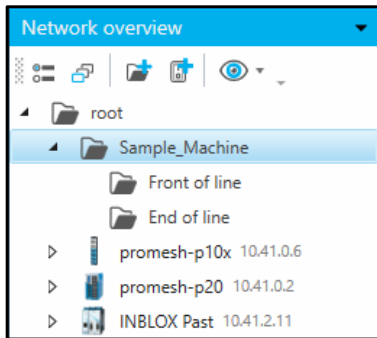 Network overview
root
Sample_Machine
Front of line
End of line
promesh-p10x 10.41.0.6
promesh-p20 10.41.0.2
INBLOX Past 10.41.2.11